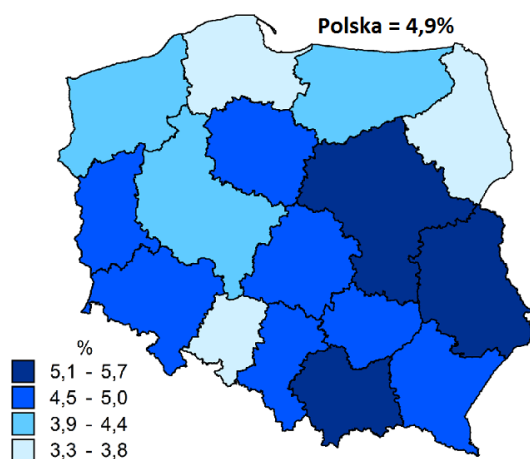 Polska = 4,9%
%
5,1 - 5,7
4,5 - 5,0
3,9 - 4,4
3,3 - 3,8